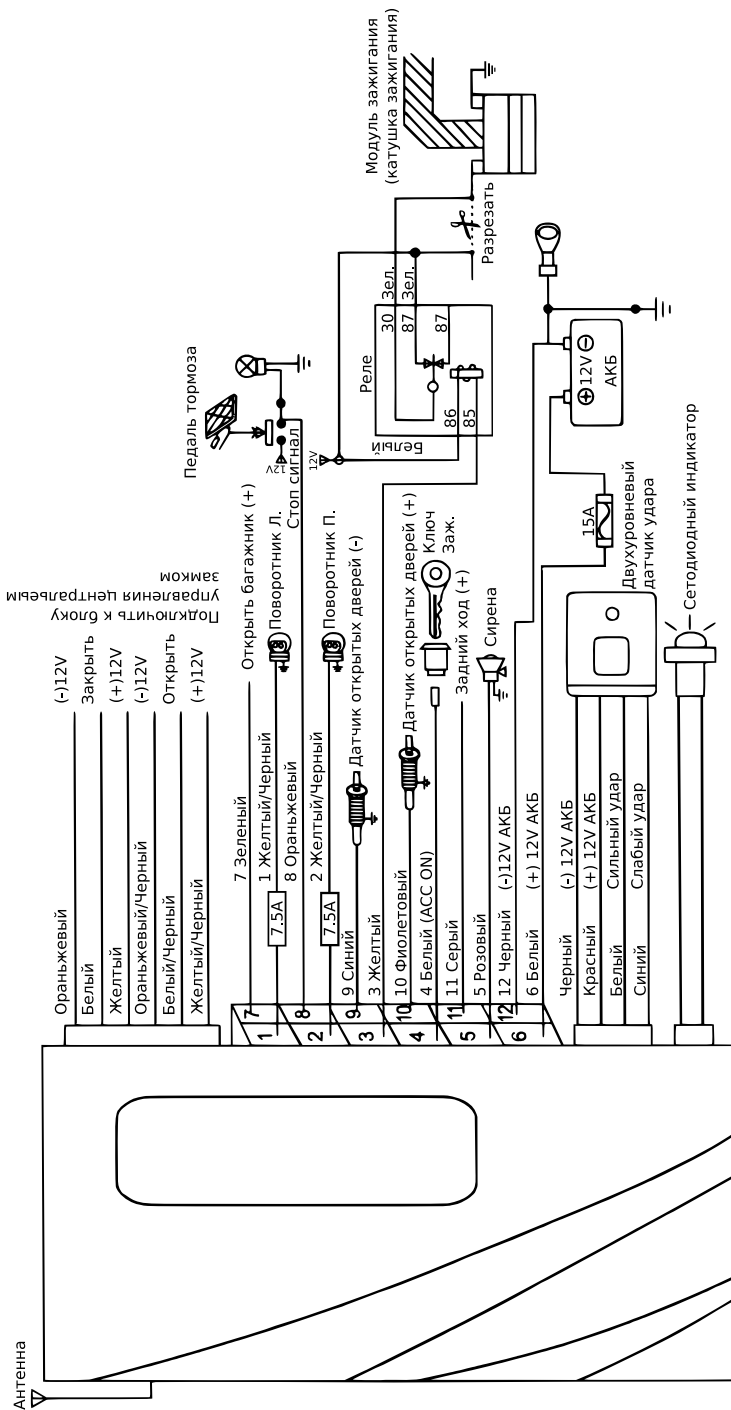 Антенна
Ораньжевый
(-)12V
Белый
Закрыть
Желтый
(+)12V
Ораньжевый/Черный
(-)12V
Белый/Черный
Открыть
Желтый/Черный
(+)12V
Подключить к блоку
управления центральеым
замком
7 Зеленый
Открыть багажник (+)
1 Желтый/Черный
7.5A
Поворотник Л.
8 Ораньжевый
Стоп сигнал
Педаль тормоза
12V
2 Желтый/Черный
7.5A
Поворотник П.
9 Синий
Датчик открытых дверей (-)
3 Желтый
10 Фиолетовый
Датчик открытых дверей (+)
4 Белый (ACC ON)
Ключ
Заж.
11 Серый
Задний ход (+)
5 Розовый
Сирена
12 Черный
(-)12V АКБ
6 Белый
(+) 12V АКБ
15A
12V
АКБ
12V
Белый
Реле
30
87
87
86
85
Зел.
Зел.
Разрезать
Модуль зажигания
(катушка зажигания)
Черный
(-) 12V АКБ
Красный
(+) 12V АКБ
Белый
Сильный удар
Синий
Слабый удар
Двухуровневый
датчик удара
Сетодиодный индикатор
7
8
9
10
11
12
1
2
3
4
5
6